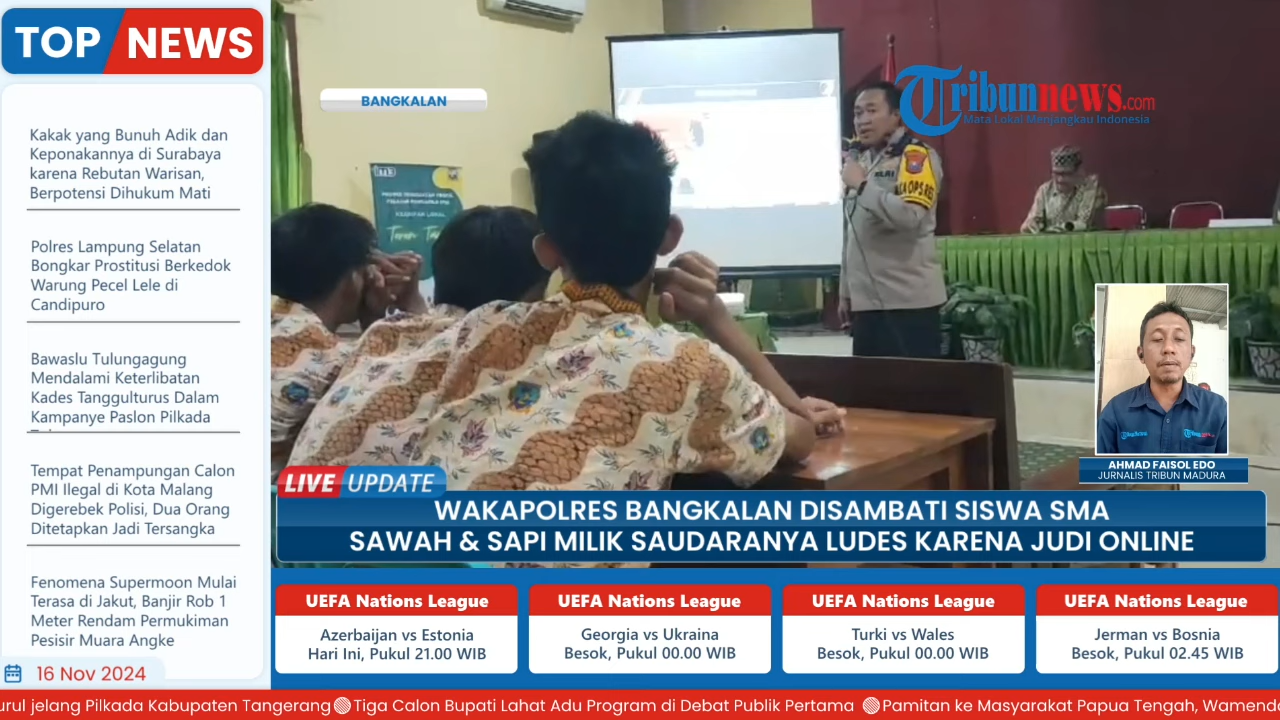 TOP NEWS
Kakak yang Bunuh Adik dan
Keponakannya di Surabaya
karena Rebutan Warisan,
Berpotensi Dihukum Mati
Polres Lampung Selatan
Bongkar Prostitusi Berkedok
Warung Pecel Lele di
Candipuro
Bawaslu Tulungagung
Mendalami Keterlibatan
Kades Tanggulturus Dalam
Kampanye Paslon Pilkada
Tempat Penampungan Calon
PMI Ilegal di Kota Malang
Digerebek Polisi, Dua Orang
Ditetapkan Jadi Tersangka
Fenomena Supermoon Mulai
Terasa di Jakut, Banjir Rob 1
Meter Rendam Permukiman
Pesisir Muara Angke
16 Nov 2024
BANGKALAN
Tribunnews.com
Mata Lokal Menjangkau Indonesia
AHMAD FAISOL EDO
JURNALIS TRIBUN MADURA
LIVE UPDATE
WAKAPOLRES BANGKALAN DISAMBATI SISWA SMA
SAWAH & SAPI MILIK SAUDARANYA LUDES KARENA JUDI ONLINE
UEFA Nations League
Azerbaijan vs Estonia
Hari Ini, Pukul 21.00 WIB
UEFA Nations League
Georgia vs Ukraina
Besok, Pukul 00.00 WIB
UEFA Nations League
Turki vs Wales
Besok, Pukul 00.00 WIB
UEFA Nations League
Jerman vs Bosnia
Besok, Pukul 02.45 WIB
urul jelang Pilkada Kabupaten Tangerang Tiga Calon Bupati Lahat Adu Program di Debat Publik Pertama Pamitan ke Masyarakat Papua Tengah, Wamend